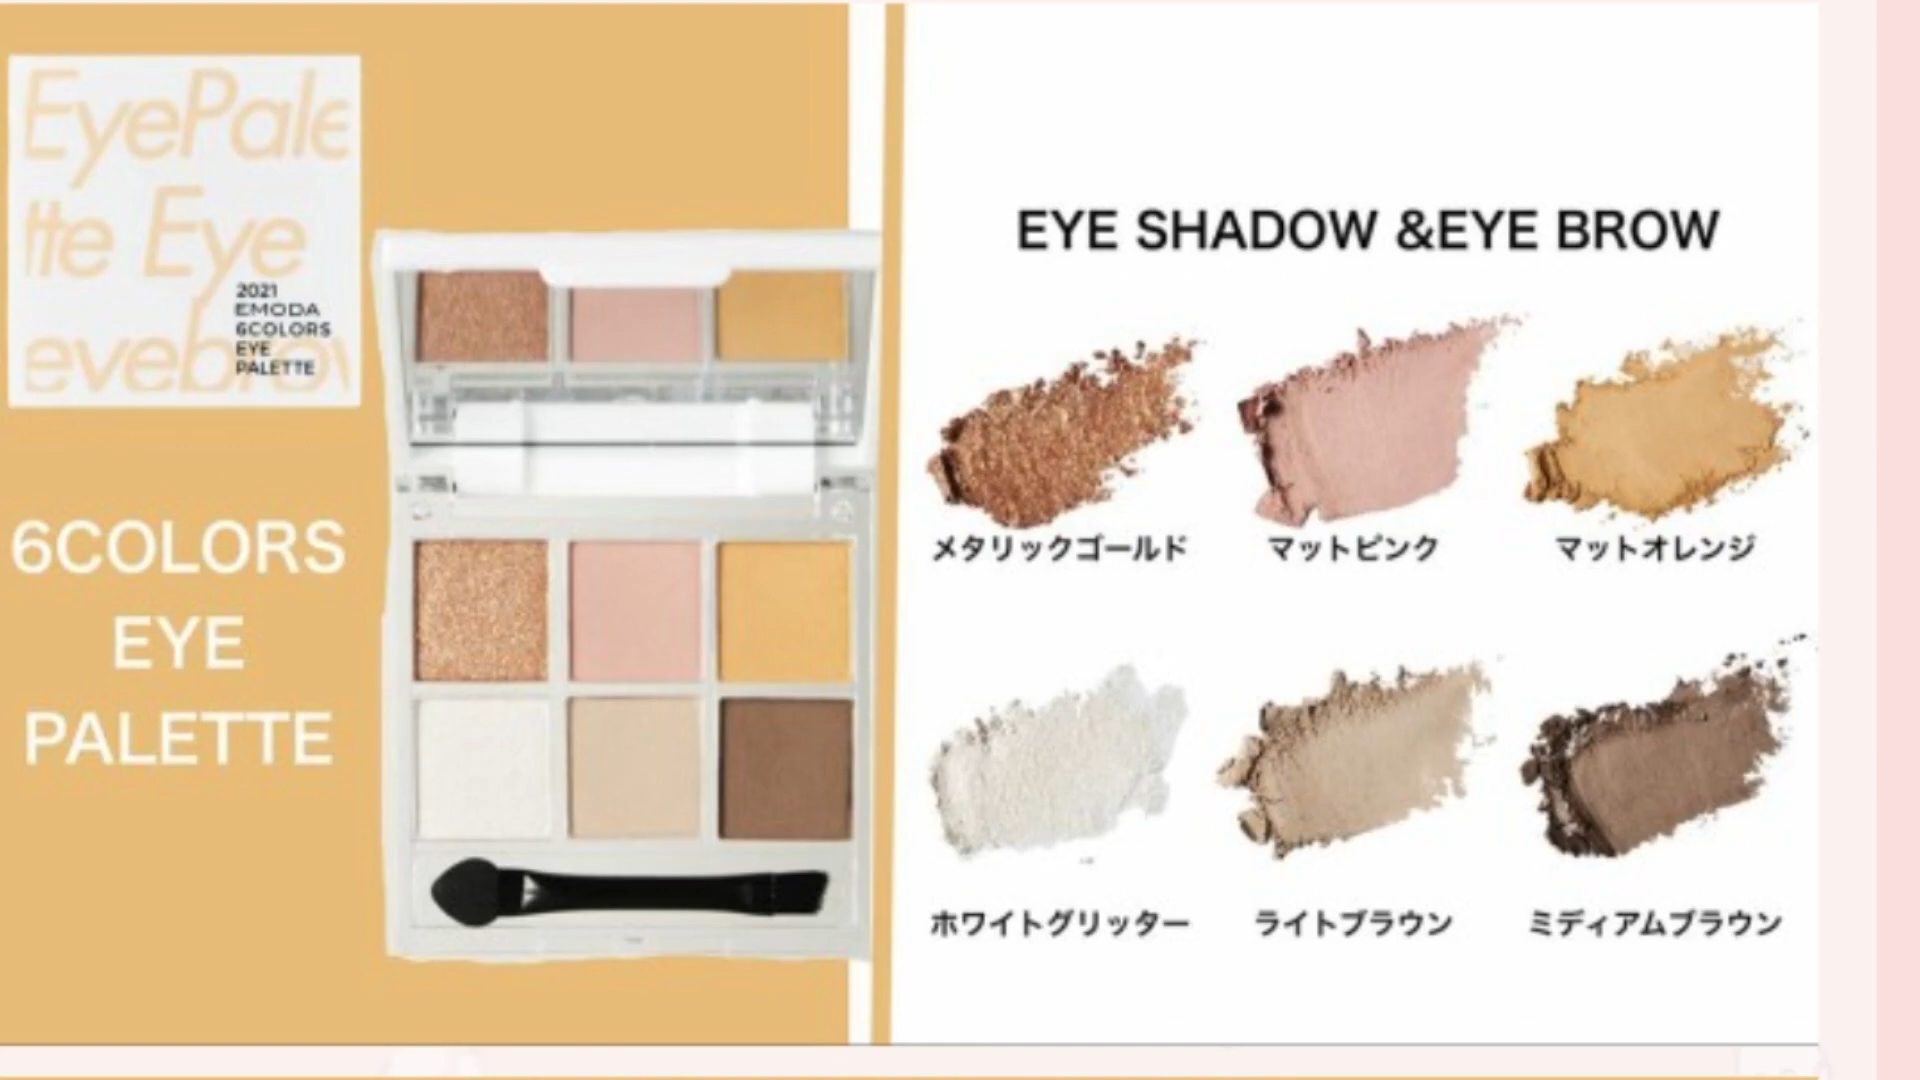 EyePale
tte Eye
eyebrow
2021
EMODA
6COLORS
EYE
PALETTE
6COLORS
EYE
PALETTE
EYE SHADOW &EYE BROW
メタリックゴールド
マットピンク
マットオレンジ
ホワイトグリッター
ライトブラウン
ミディアムブラウン